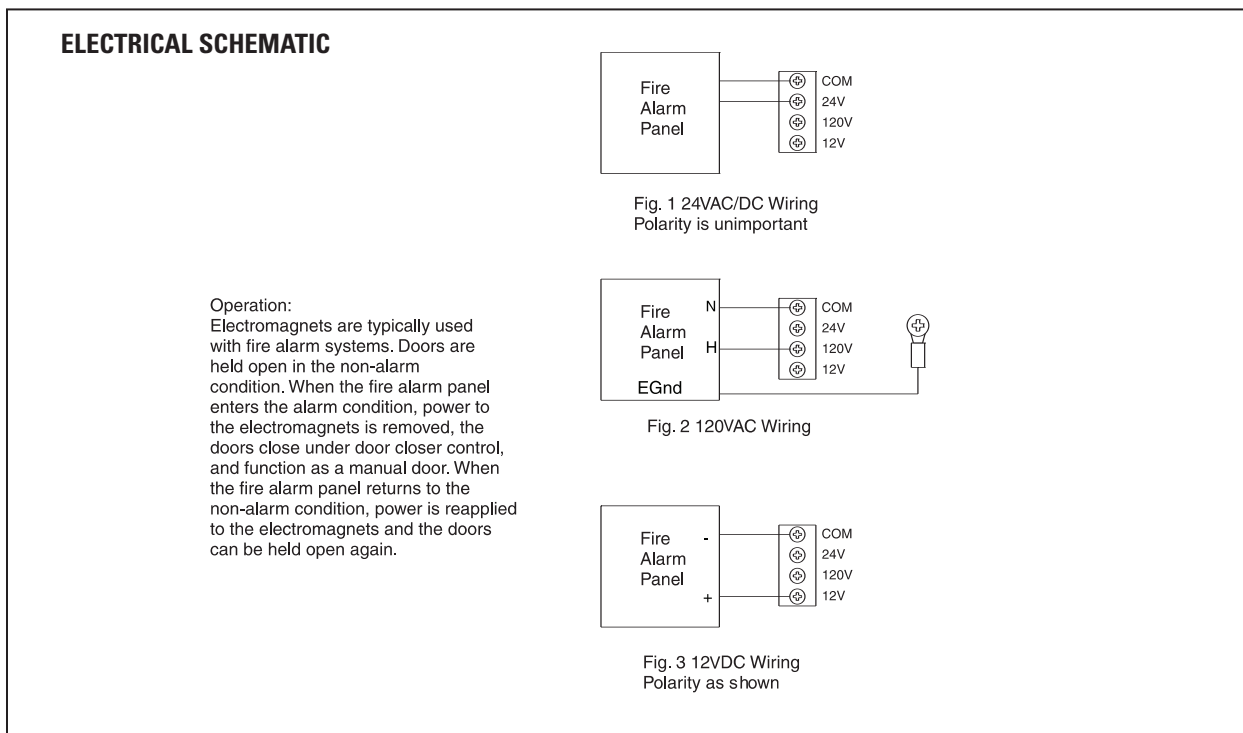 ELECTRICAL SCHEMATIC
Fire
Alarm
Panel
COM
24V
120V
12V
Fig. 1 24VAC/DC Wiring
Polarity is unimportant
Operation:
Electromagnets are typically used
with fire alarm systems. Doors are
held open in the non-alarm
condition. When the fire alarm panel
enters the alarm condition, power to
the electromagnets is removed, the
doors close under door closer control,
and function as a manual door. When
the fire alarm panel returns to the
non-alarm condition, power is reapplied
to the electromagnets and the doors
can be held open again.
Fire
Alarm
Panel
N
H
EGnd
COM
24V
120V
12V
Fig. 2 120VAC Wiring
Fire
Alarm
Panel
-
+
COM
24V
120V
12V
Fig. 3 12VDC Wiring
Polarity as shown